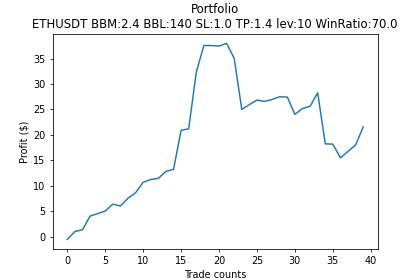 Portfolio
ETHUSDT BBM:2.4 BBL:140 SL:1.0 TP:1.4 lev:10 WinRatio:70.0
Profit ($)
35
30
25
20
15
10
5
0
0 5 10 15 20 25 30 35 40
Trade counts